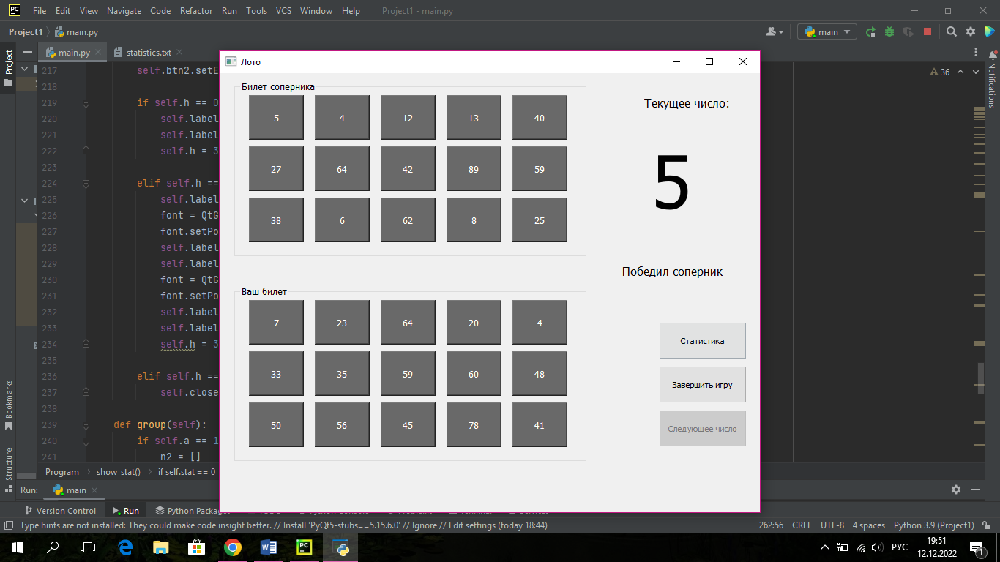 File Edit View Navigate Code Refactor Run Tools VCS Window Help Project1 - main.py
Project1 main.py main
main.py statistics.txt
Project
Notifications
36
217 self.btn2.setE
218
219 if self.h == 0
220 self.label
221 self.label
222 self.h = 3
223
224 elif self.h ==
225 self.label
226 font = QtG
227 font.setPo
228 self.label
229 self.label
230 font = QtG
231 font.setPo
232 self.label
233 self.label
234 self.h = 3
235
236 elif self.h ==
237 self.close
238
239 def group(self):
240 if self.a == 1
241 n2 = []
Лото
Билет соперника
5 4 12 13 40
27 64 42 89 59
38 6 62 8 25
Текущее число:
5
Победил соперник
Ваш билет
7 23 64 20 4
33 35 59 60 48
50 56 45 78 41
Статистика
Завершить игру
Следующее число
Bookmarks
Structure
Program show_stat() if self.stat == 0
Run: main
Version Control Run Python Packag
Type hints are not installed: They could make code insight better. // Install 'PyQt5-stubs==5.15.6.0' // Ignore // Edit settings (today 18:44) 262:56 CRLF UTF-8 4 spaces Python 3.9 (Project1)
РУС 19:51
12.12.2022
1